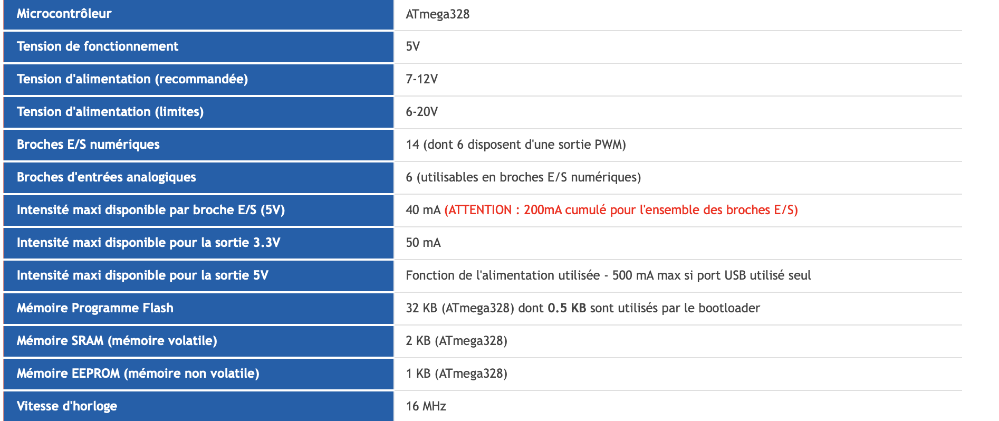 Microcontrôleur ATmega328
Tension de fonctionnement 5V
Tension d'alimentation (recommandée) 7-12V
Tension d'alimentation (limites) 6-20V
Broches E/S numériques 14 (dont 6 disposent d'une sortie PWM)
Broches d'entrées analogiques 6 (utilisables en broches E/S numériques)
Intensité maxi disponible par broche E/S (5V) 40 mA (ATTENTION : 200mA cumulé pour l'ensemble des broches E/S)
Intensité maxi disponible pour la sortie 3.3V 50 mA
Intensité maxi disponible pour la sortie 5V Fonction de l'alimentation utilisée - 500 mA max si port USB utilisé seul
Mémoire Programme Flash 32 KB (ATmega328) dont 0.5 KB sont utilisés par le bootloader
Mémoire SRAM (mémoire volatile) 2 KB (ATmega328)
Mémoire EEPROM (mémoire non volatile) 1 KB (ATmega328)
Vitesse d'horloge 16 MHz